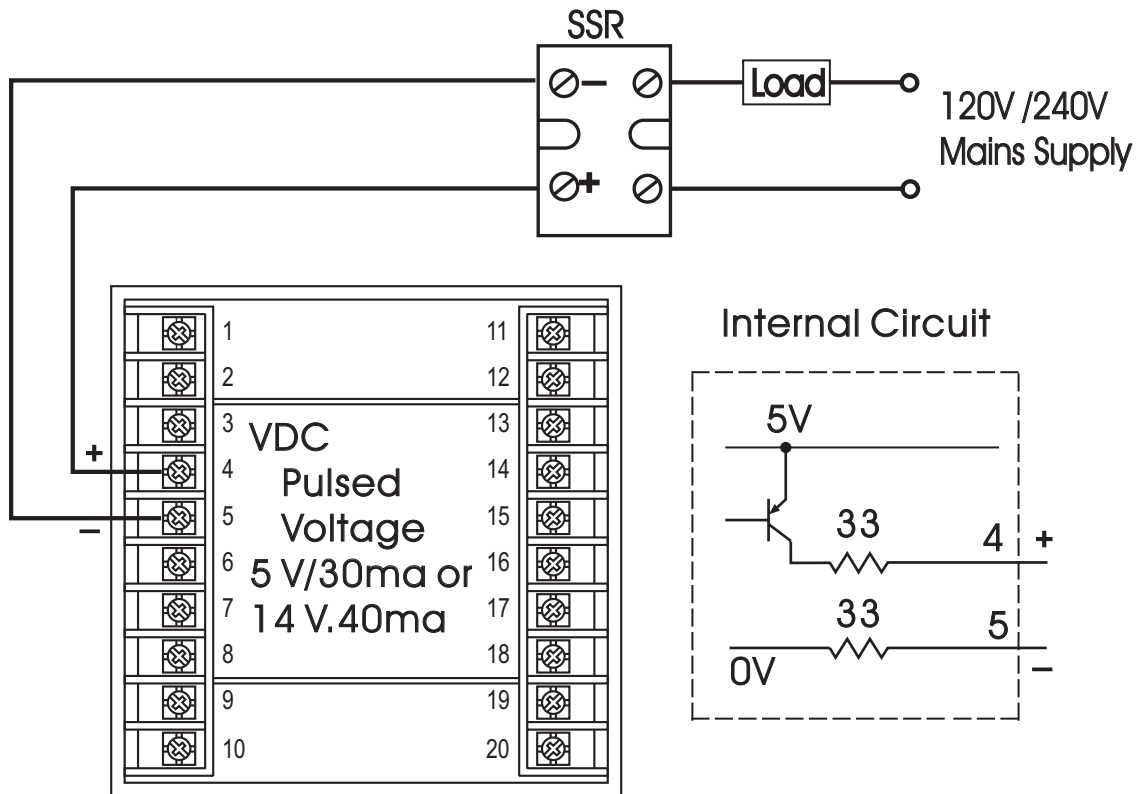 SSR
−
+
Load
120V /240V
Mains Supply
1
2
3
4
5
6
7
8
9
10
+
−
VDC
Pulsed
Voltage
5 V/30ma or
14 V.40ma
11
12
13
14
15
16
17
18
19
20
Internal Circuit
5V
33
4 +
33
5
0V
−